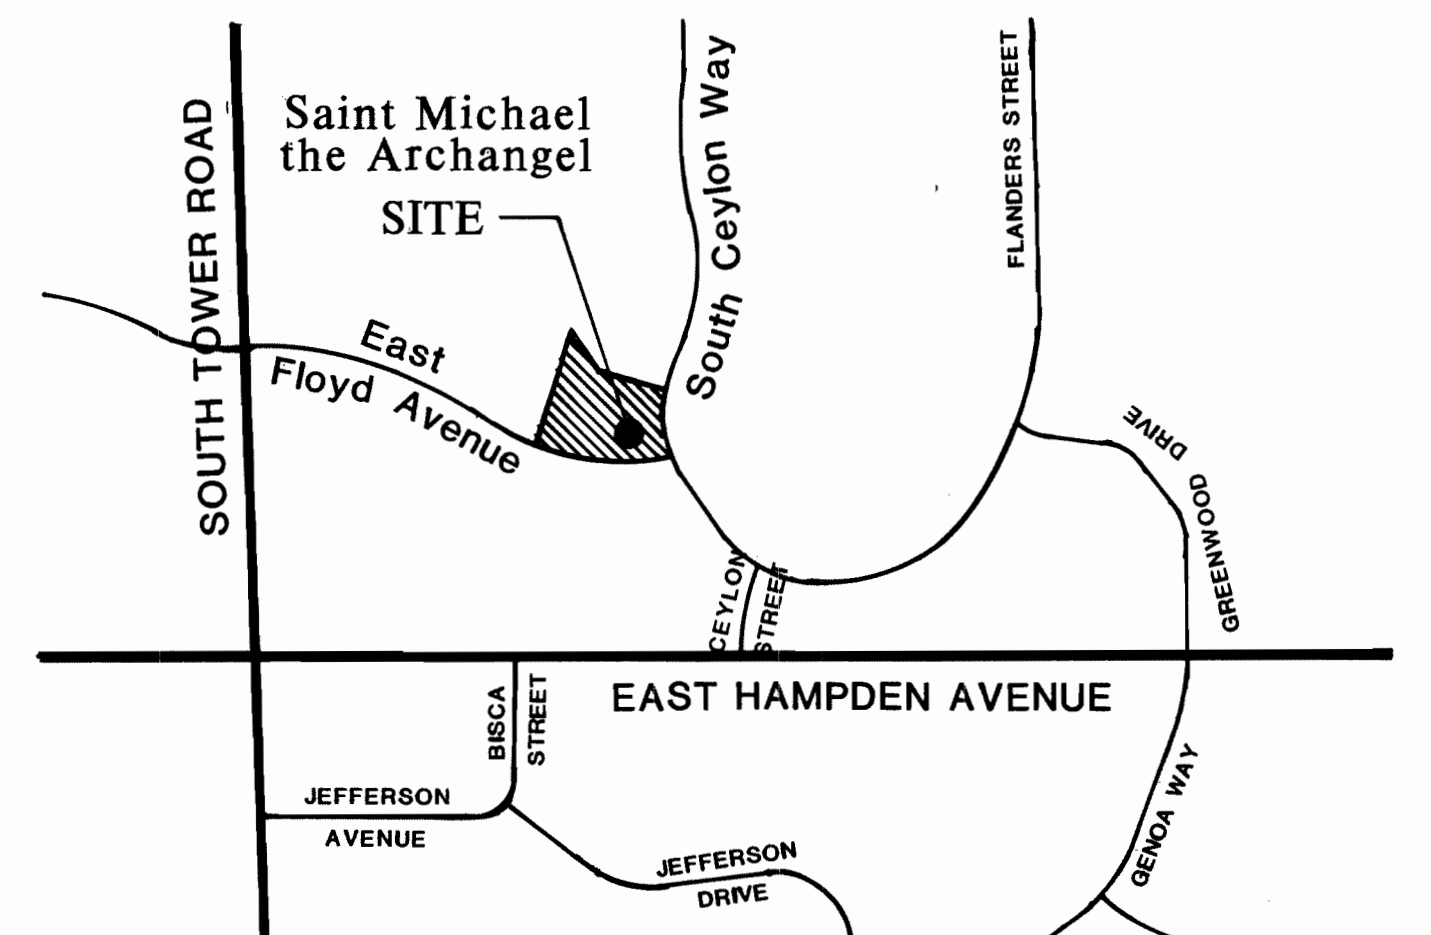 Saint Michael
the Archangel
SITE
SOUTH TOWER ROAD
South Ceylon Way
FLANDERS STREET
East
Floyd Avenue
GREENWOOD DRIVE
CEYLON
STREET
EAST HAMPDEN AVENUE
BISCA
STREET
JEFFERSON
AVENUE
JEFFERSON
DRIVE
GENOA WAY